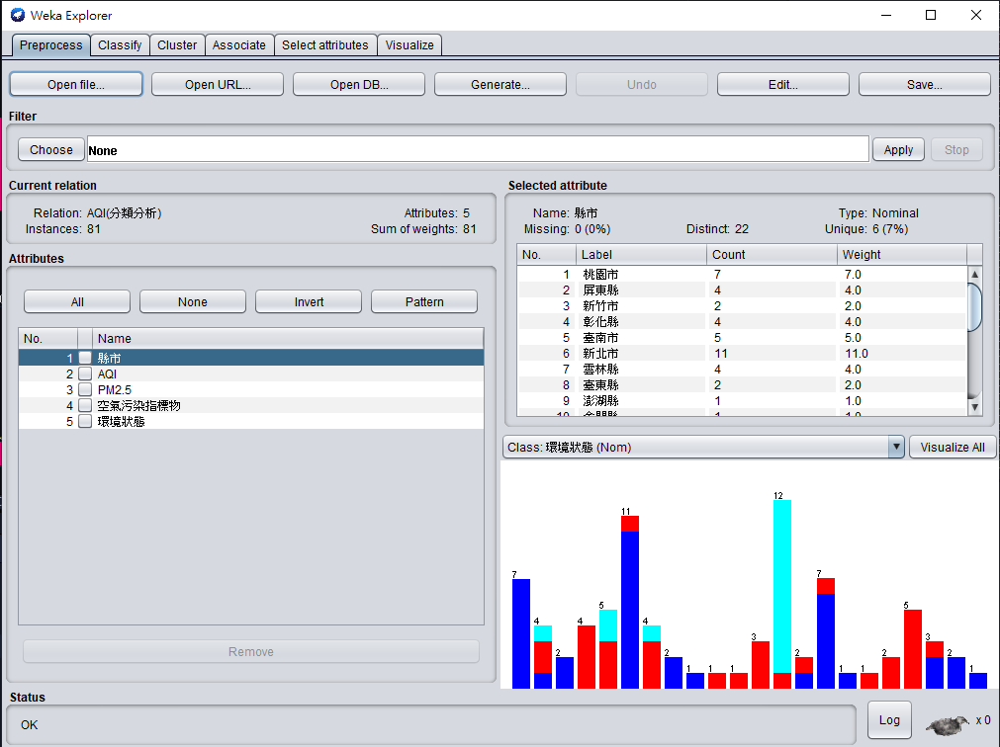 Weka Explorer
Preprocess Classify Cluster Associate Select attributes Visualize
Open file... Open URL... Open DB... Generate... Undo Edit... Save...
Filter
Choose None Apply Stop
Current relation
Relation: AQI(分類分析) Attributes: 5
Instances: 81 Sum of weights: 81
Attributes
All None Invert Pattern
No. Name
1 縣市
2 AQI
3 PM2.5
4 空氣污染指標物
5 環境狀態
Remove
Selected attribute
Name: 縣市 Type: Nominal
Missing: 0 (0%) Distinct: 22 Unique: 6 (7%)
No. Label Count Weight
1 桃園市 7 7.0
2 屏東縣 4 4.0
3 新竹市 2 2.0
4 彰化縣 4 4.0
5 臺南市 5 5.0
6 新北市 11 11.0
7 雲林縣 4 4.0
8 臺東縣 2 2.0
9 澎湖縣 1 1.0
10 金門縣 1 1.0
Class: 環境狀態 (Nom) Visualize All
7 4 2 4 5 11 4 2 1 1 1 3 12 2 7 1 1 2 5 3 2 1
Status
OK
Log x 0